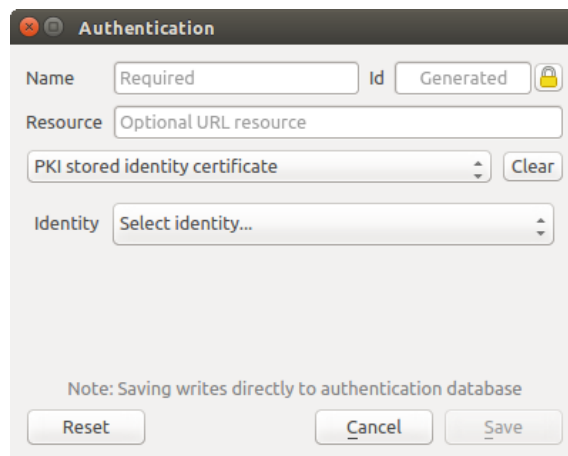 Authentication
Name Required Id Generated
Resource Optional URL resource
PKI stored identity certificate Clear
Identity Select identity...
Note: Saving writes directly to authentication database
Reset Cancel Save